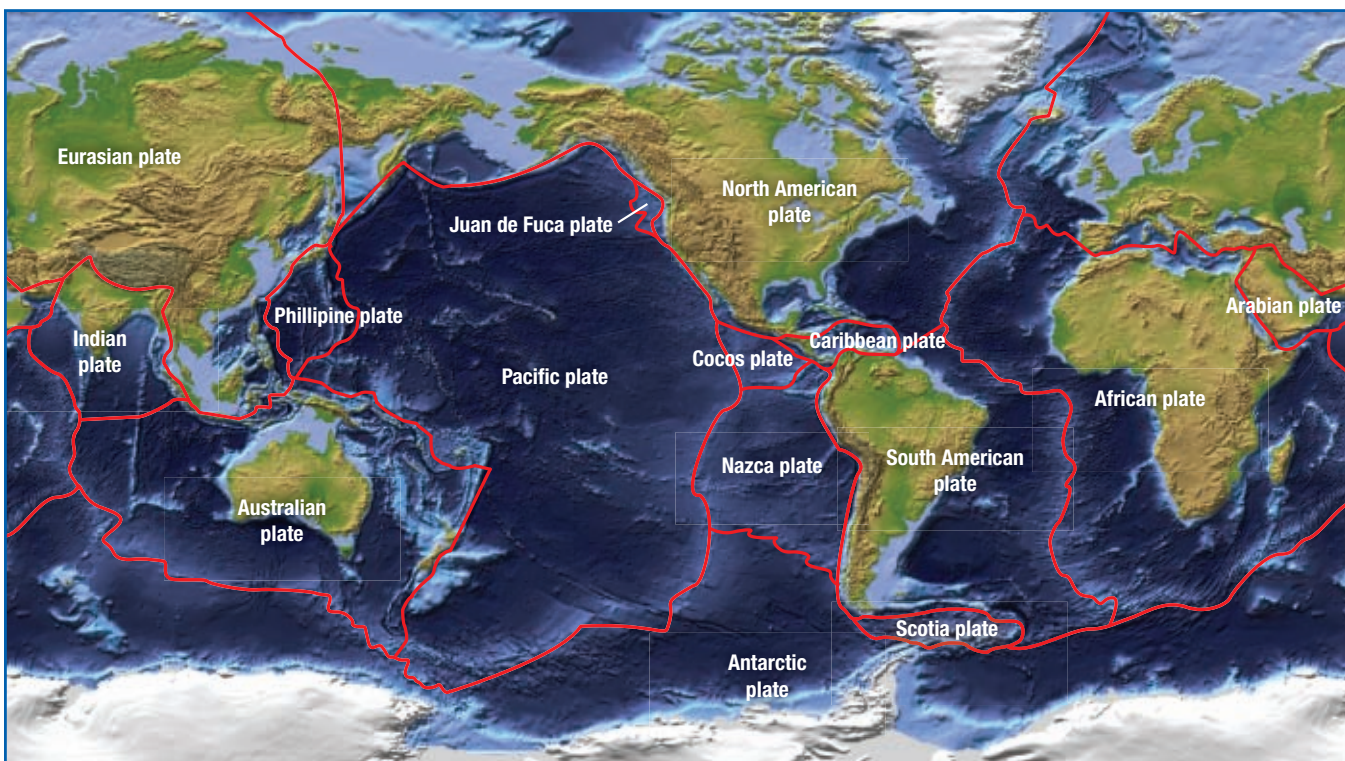 Eurasian plate
North American
plate
Juan de Fuca plate
Phillipine plate
Arabian plate
Indian
plate
Caribbean plate
Cocos plate
Pacific plate
African plate
Nazca plate
South American
plate
Australian
plate
Scotia plate
Antarctic
plate